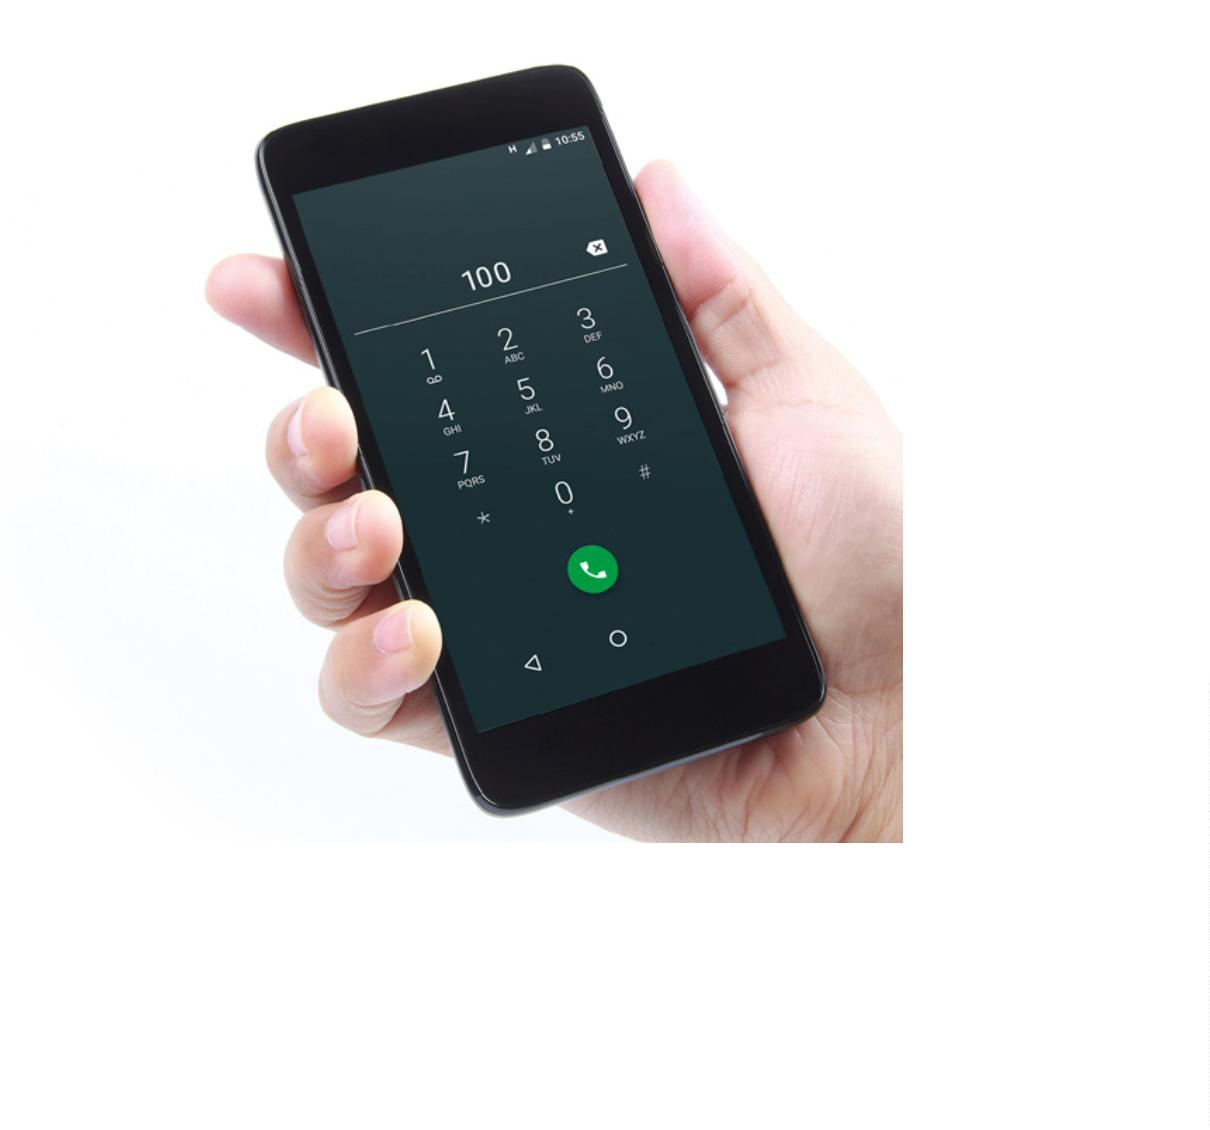 H 10:55
100
1 2 ABC 3 DEF
4 GHI 5 JKL 6 MNO
7 PQRS 8 TUV 9 WXYZ
* 0 + #